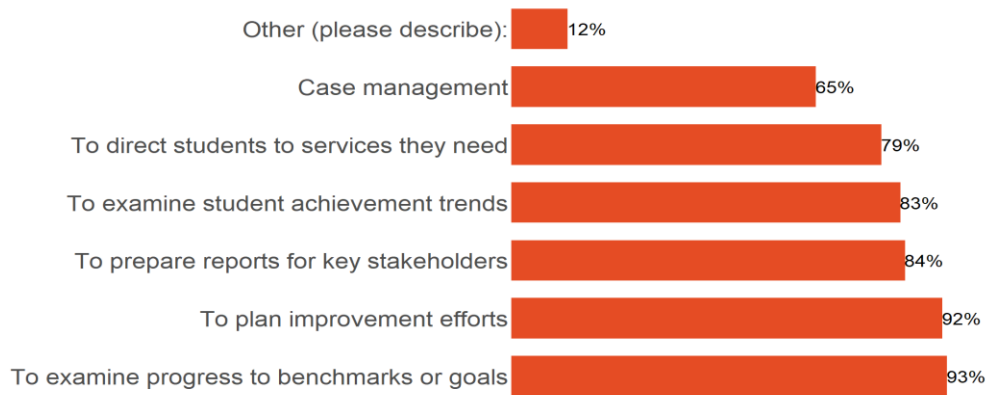 Other (please describe): 12%
Case management 65%
To direct students to services they need 79%
To examine student achievement trends 83%
To prepare reports for key stakeholders 84%
To plan improvement efforts 92%
To examine progress to benchmarks or goals 93%